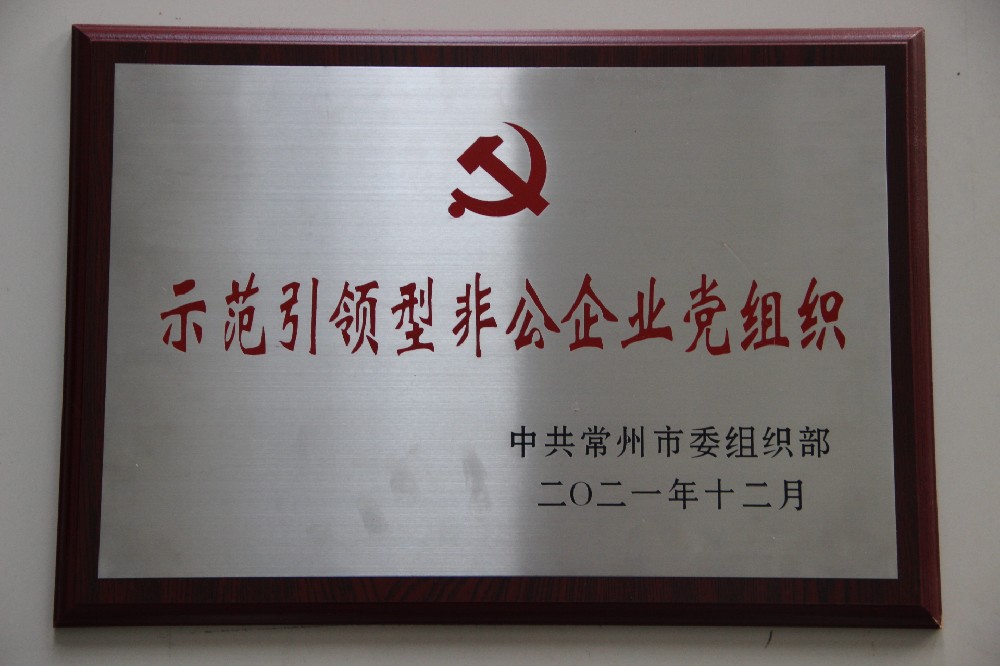 示范引领型非公企业党组织
中共常州市委组织部
二〇二一年十二月